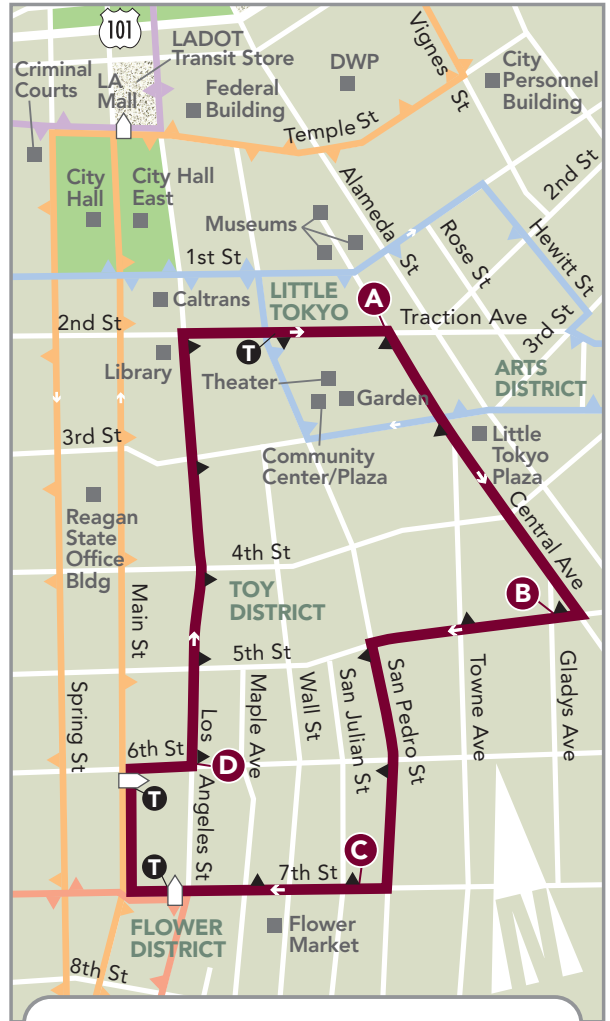 101
LADOT
Transit Store
Criminal
Courts
LA
Mall
Federal
Building
DWP
Vignes St
City
Personnel
Building
Temple St
City
Hall
City Hall
East
Museums
Alameda St
Rose St
2nd St
Hewitt St
1st St
LITTLE
TOKYO
Caltrans
A
Traction Ave
3rd St
2nd St
T
Library
Theater
Garden
ARTS
DISTRICT
3rd St
Community
Center/Plaza
Little
Tokyo
Plaza
Reagan
State
Office
Bldg
Central Ave
4th St
TOY
DISTRICT
B
Main St
5th St
Spring St
Los Angeles St
Maple Ave
Wall St
San Julian St
San Pedro St
Towne Ave
Gladys Ave
6th St
D
T
T
7th St
C
FLOWER
DISTRICT
Flower
Market
8th St